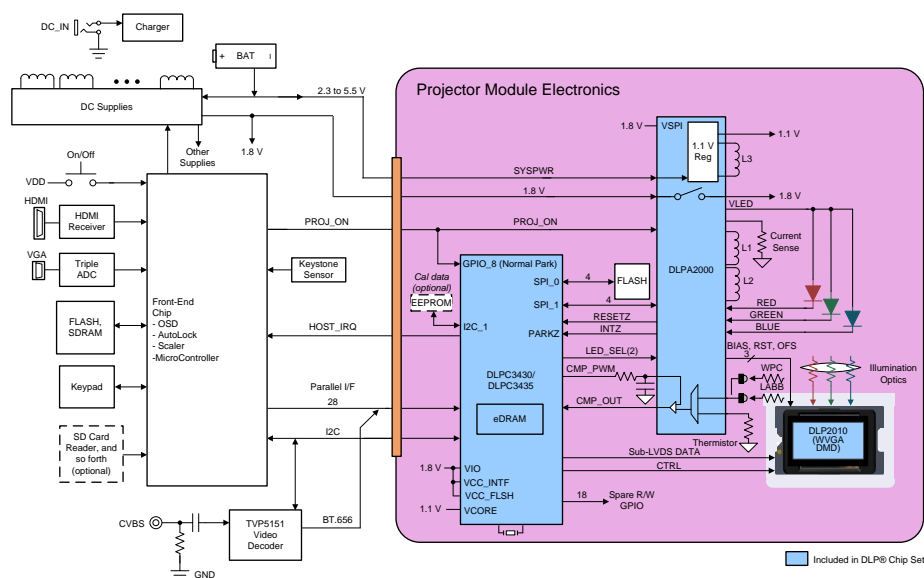 DC_IN
Charger
+ BAT –
DC Supplies
2.3 to 5.5 V
Other
Supplies
1.8 V
On/Off
VDD
HDMI
HDMI
Receiver
VGA
Triple
ADC
FLASH,
SDRAM
Keypad
SD Card
Reader, and
so forth
(optional)
Front-End
Chip
- OSD
- AutoLock
- Scaler
-MicroController
PROJ_ON
Keystone
Sensor
HOST_IRQ
Parallel I/F
28
I2C
CVBS
GND
TVP5151
Video
Decoder
BT.656
Projector Module Electronics
SYSPWR
1.8 V
PROJ_ON
Cal data
(optional)
EEPROM
GPIO_8 (Normal Park)
SPI_0
4
FLASH
SPI_1
4
I2C_1
RESETZ
PARKZ
INTZ
LED_SEL(2)
DLPC3430/
DLPC3435
CMP_PWM
CMP_OUT
eDRAM
1.8 V
VIO
VCC_INTF
VCC_FLSH
1.1 V
VCORE
Sub-LVDS DATA
CTRL
18
Spare R/W
GPIO
1.8 V
VSPI
1.1 V
Reg
1.1 V
L3
1.8 V
VLED
DLPA2000
L1
L2
Current
Sense
RED
GREEN
BLUE
BIAS, RST, OFS
3
WPC
LABB
Thermistor
Illumination
Optics
DLP2010
(WVGA
DMD)
Included in DLP® Chip Set